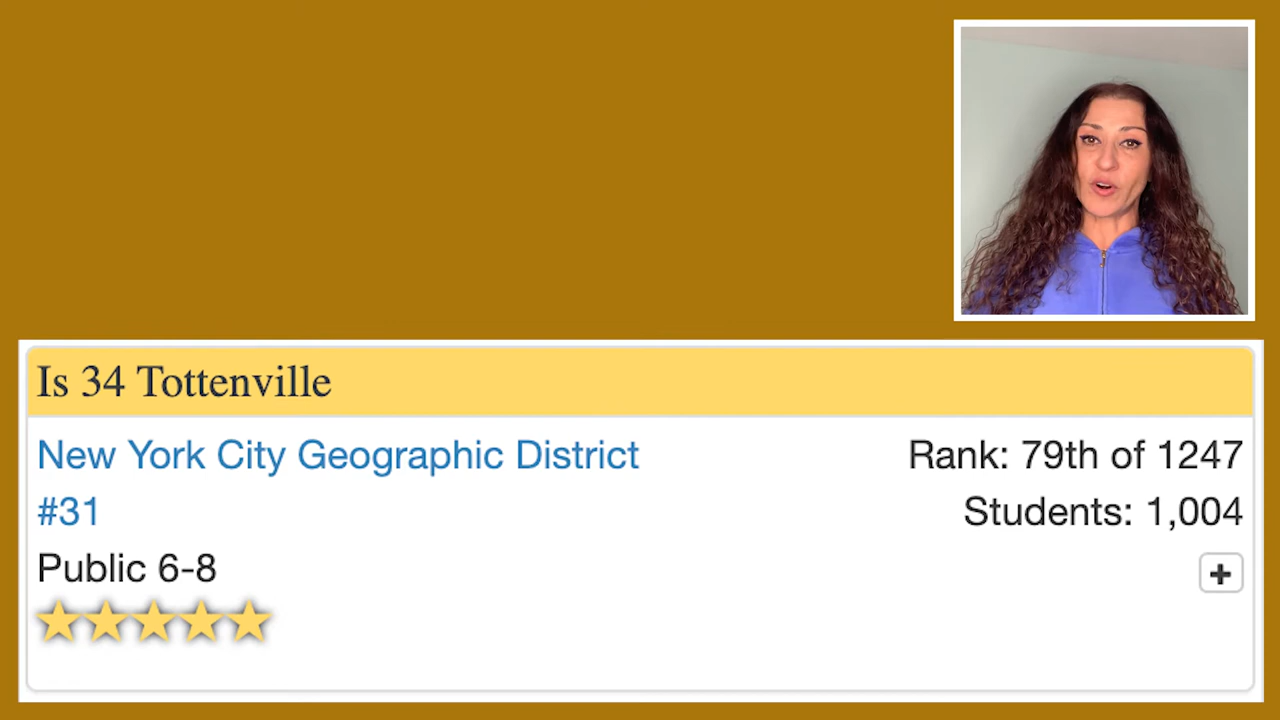 Is 34 Tottenville
New York City Geographic District
#31
Public 6-8
Rank: 79th of 1247
Students: 1,004